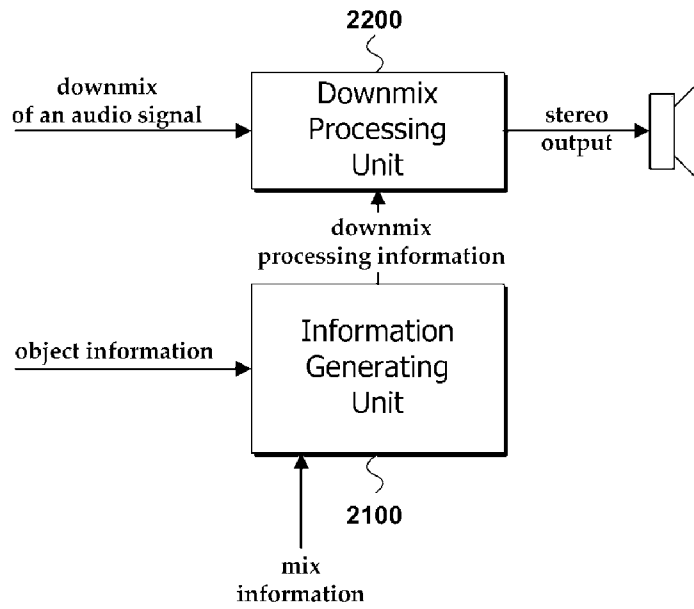 2200
downmix
of an audio signal
Downmix
Processing
Unit
stereo
output
downmix
processing information
object information
Information
Generating
Unit
2100
mix
information